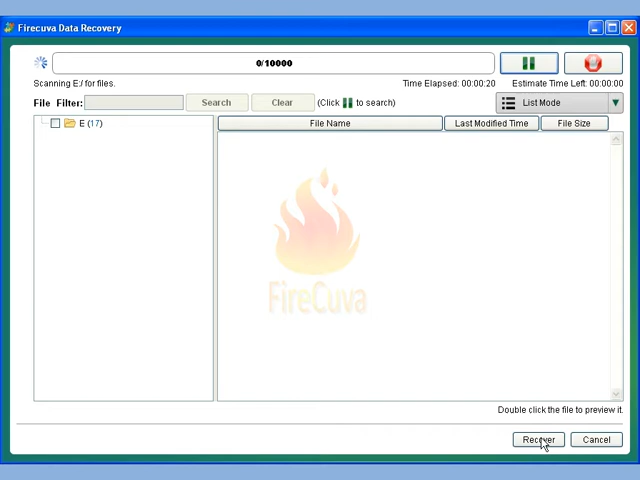 Firecuva Data Recovery
0/10000
Scanning E:/ for files.
Time Elapsed: 00:00:20 Estimate Time Left: 00:00:00
File Filter: Search Clear (Click to search) List Mode
E (17)
File Name Last Modified Time File Size
FireCuva
Double click the file to preview it.
Recover Cancel